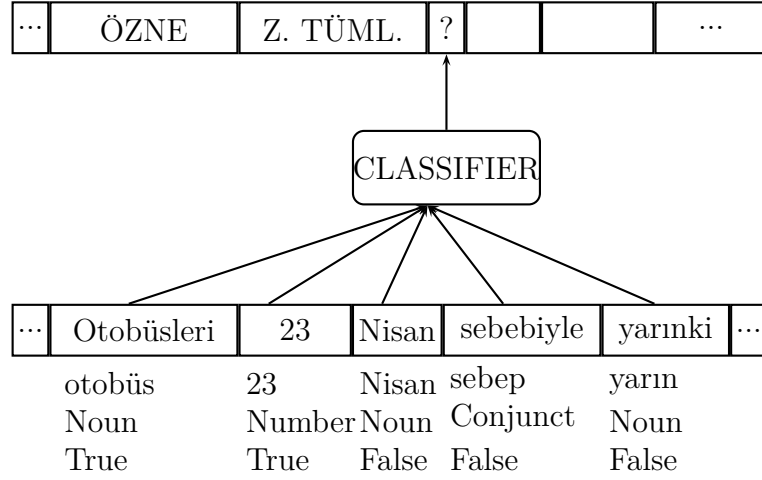 ... ÖZNE Z. TÜML. ? ...
CLASSIFIER
... Otobüsleri 23 Nisan sebebiyle yarınki ...
otobüs 23 Nisan sebep yarın
Noun Number Noun Conjunct Noun
True True False False False